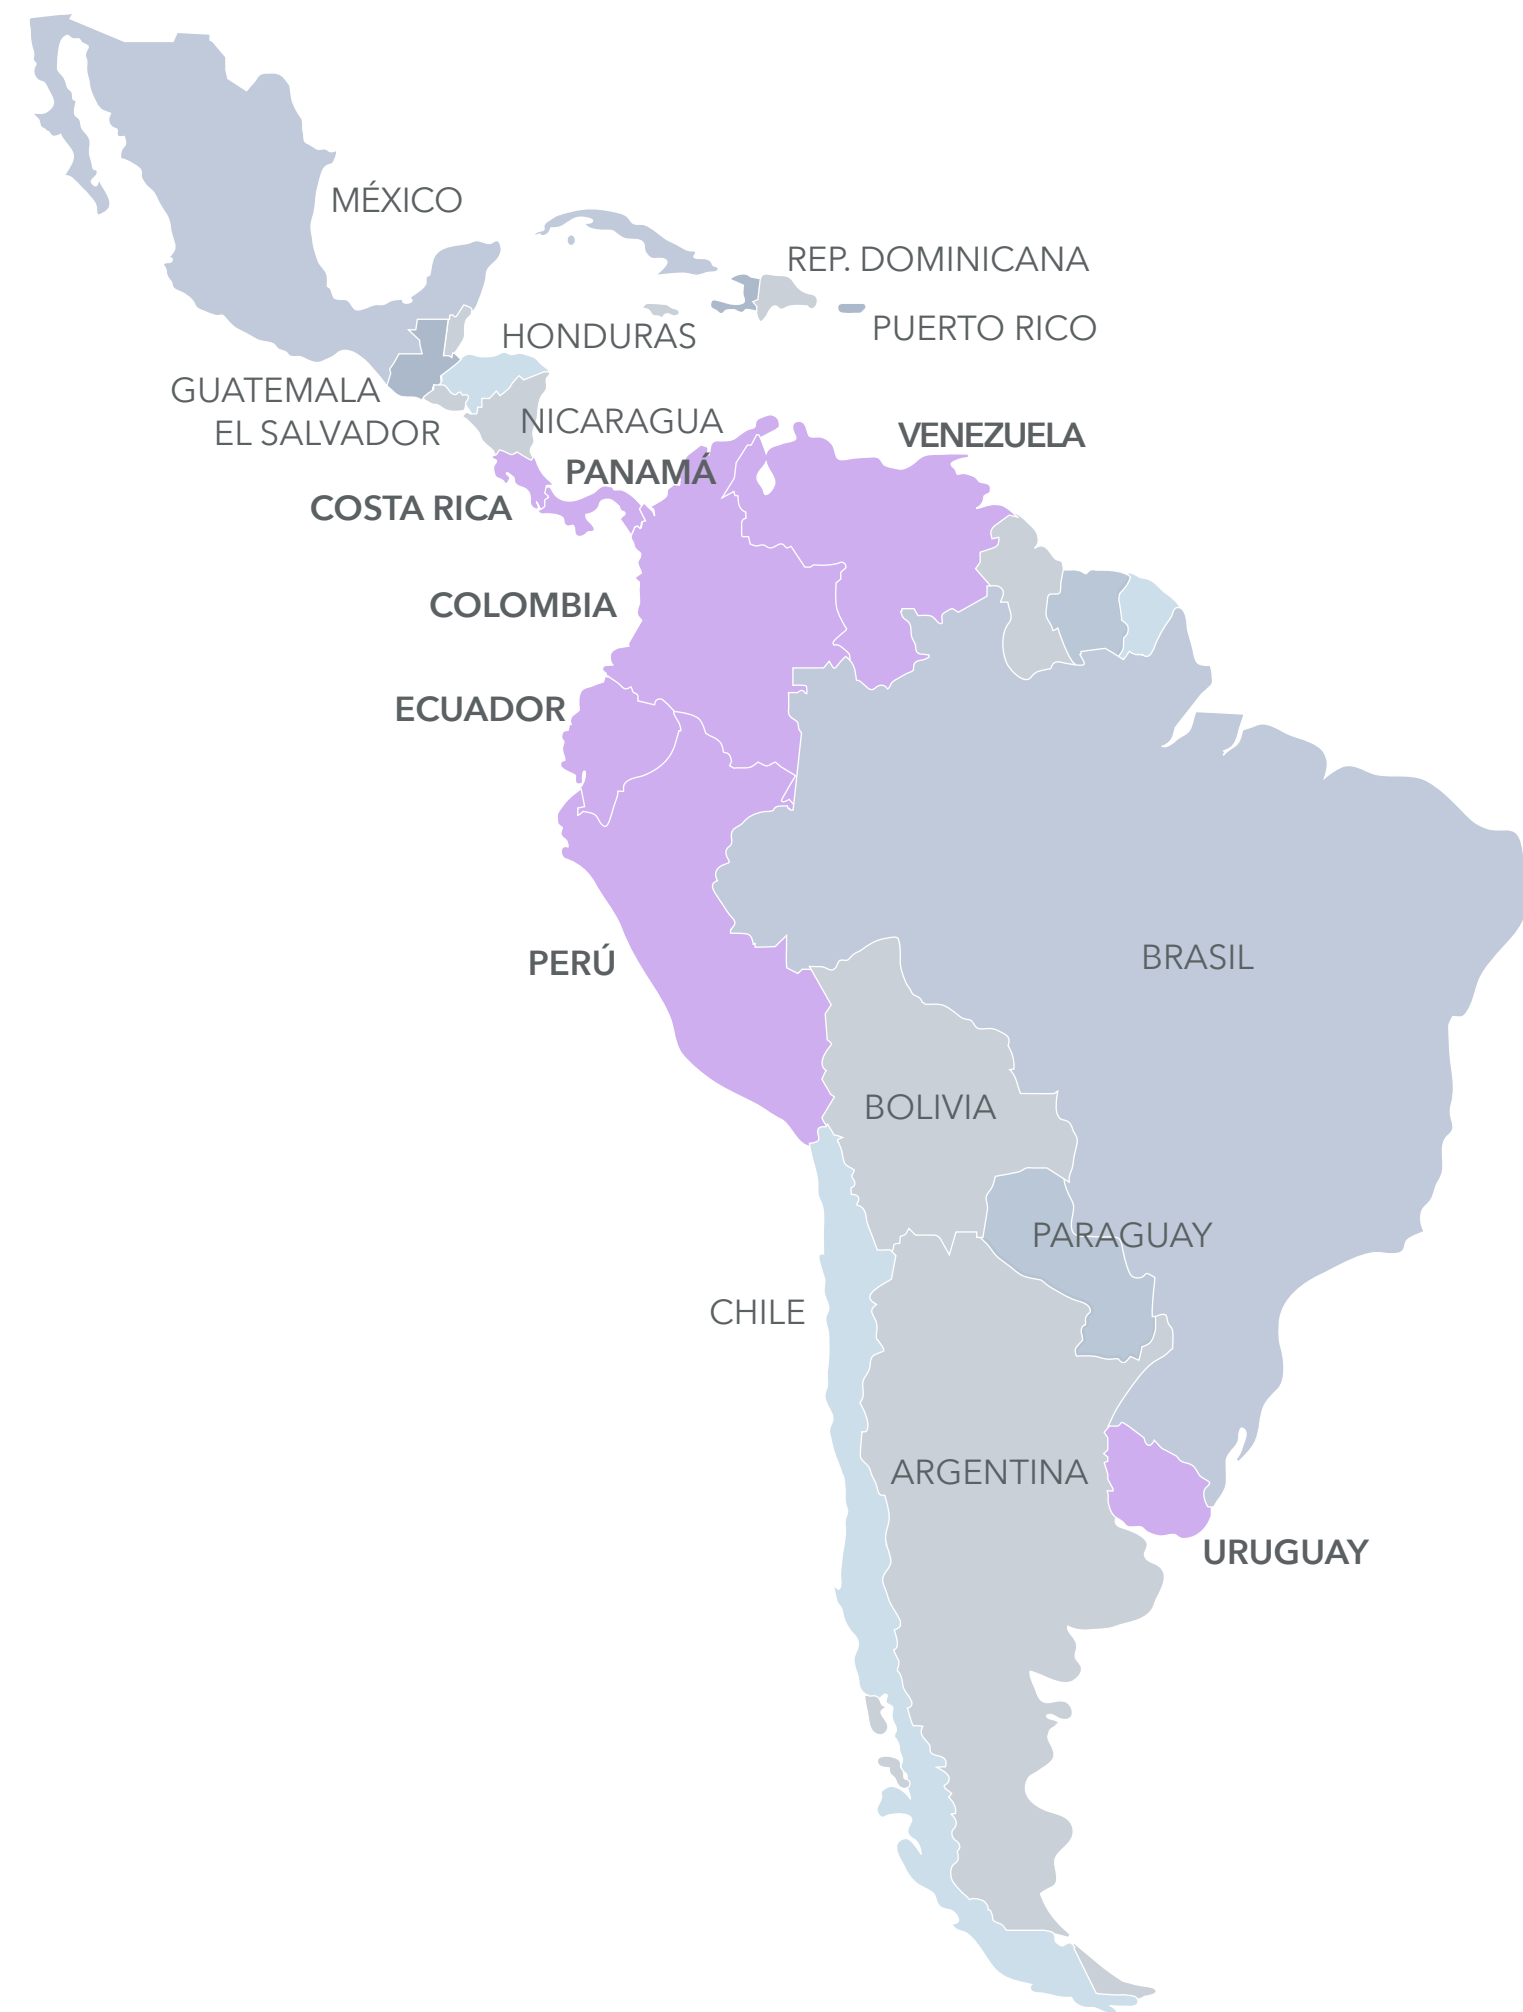 MÉXICO
REP. DOMINICANA
PUERTO RICO
HONDURAS
GUATEMALA
EL SALVADOR
NICARAGUA
VENEZUELA
PANAMÁ
COSTA RICA
COLOMBIA
ECUADOR
PERÚ
BRASIL
BOLIVIA
PARAGUAY
CHILE
ARGENTINA
URUGUAY